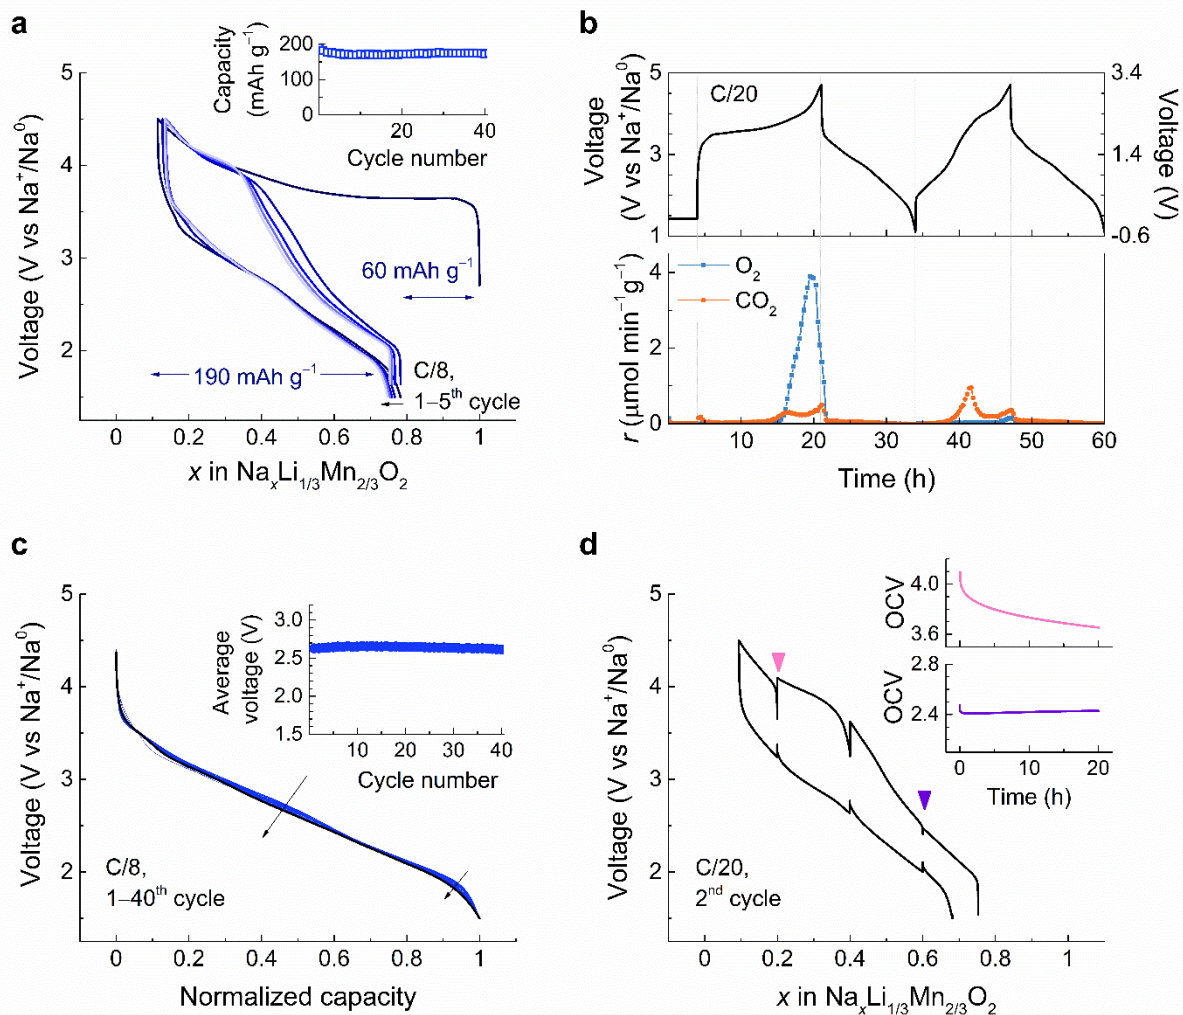 a
Capacity
(mAh g⁻¹)
200
100
0
20
40
Cycle number
Voltage (V vs Na⁺/Na⁰)
5
4
3
2
60 mAh g⁻¹
190 mAh g⁻¹
C/8,
1–5ᵗʰ cycle
0
0.2
0.4
0.6
0.8
1
x in NaₓLi₁/₃Mn₂/₃O₂
b
Voltage
(V vs Na⁺/Na⁰)
5
3
1
C/20
3.4
1.4
-0.6
Voltage
(V)
r (μmol min⁻¹g⁻¹)
4
2
0
O₂
CO₂
10
20
30
40
50
60
Time (h)
c
Voltage (V vs Na⁺/Na⁰)
5
4
3
2
Average
voltage (V)
3.0
2.5
2.0
1.5
10
20
30
40
Cycle number
C/8,
1–40ᵗʰ cycle
0
0.2
0.4
0.6
0.8
1
Normalized capacity
d
Voltage (V vs Na⁺/Na⁰)
5
4
3
2
OCV
4.0
3.6
OCV
2.8
2.4
0
20
Time (h)
C/20,
2ⁿᵈ cycle
0
0.2
0.4
0.6
0.8
1
x in NaₓLi₁/₃Mn₂/₃O₂